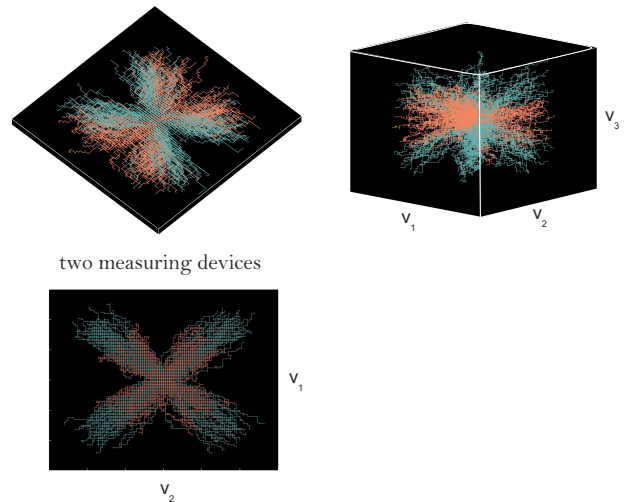 v₃
v₁
v₂
two measuring devices
v₁
v₂